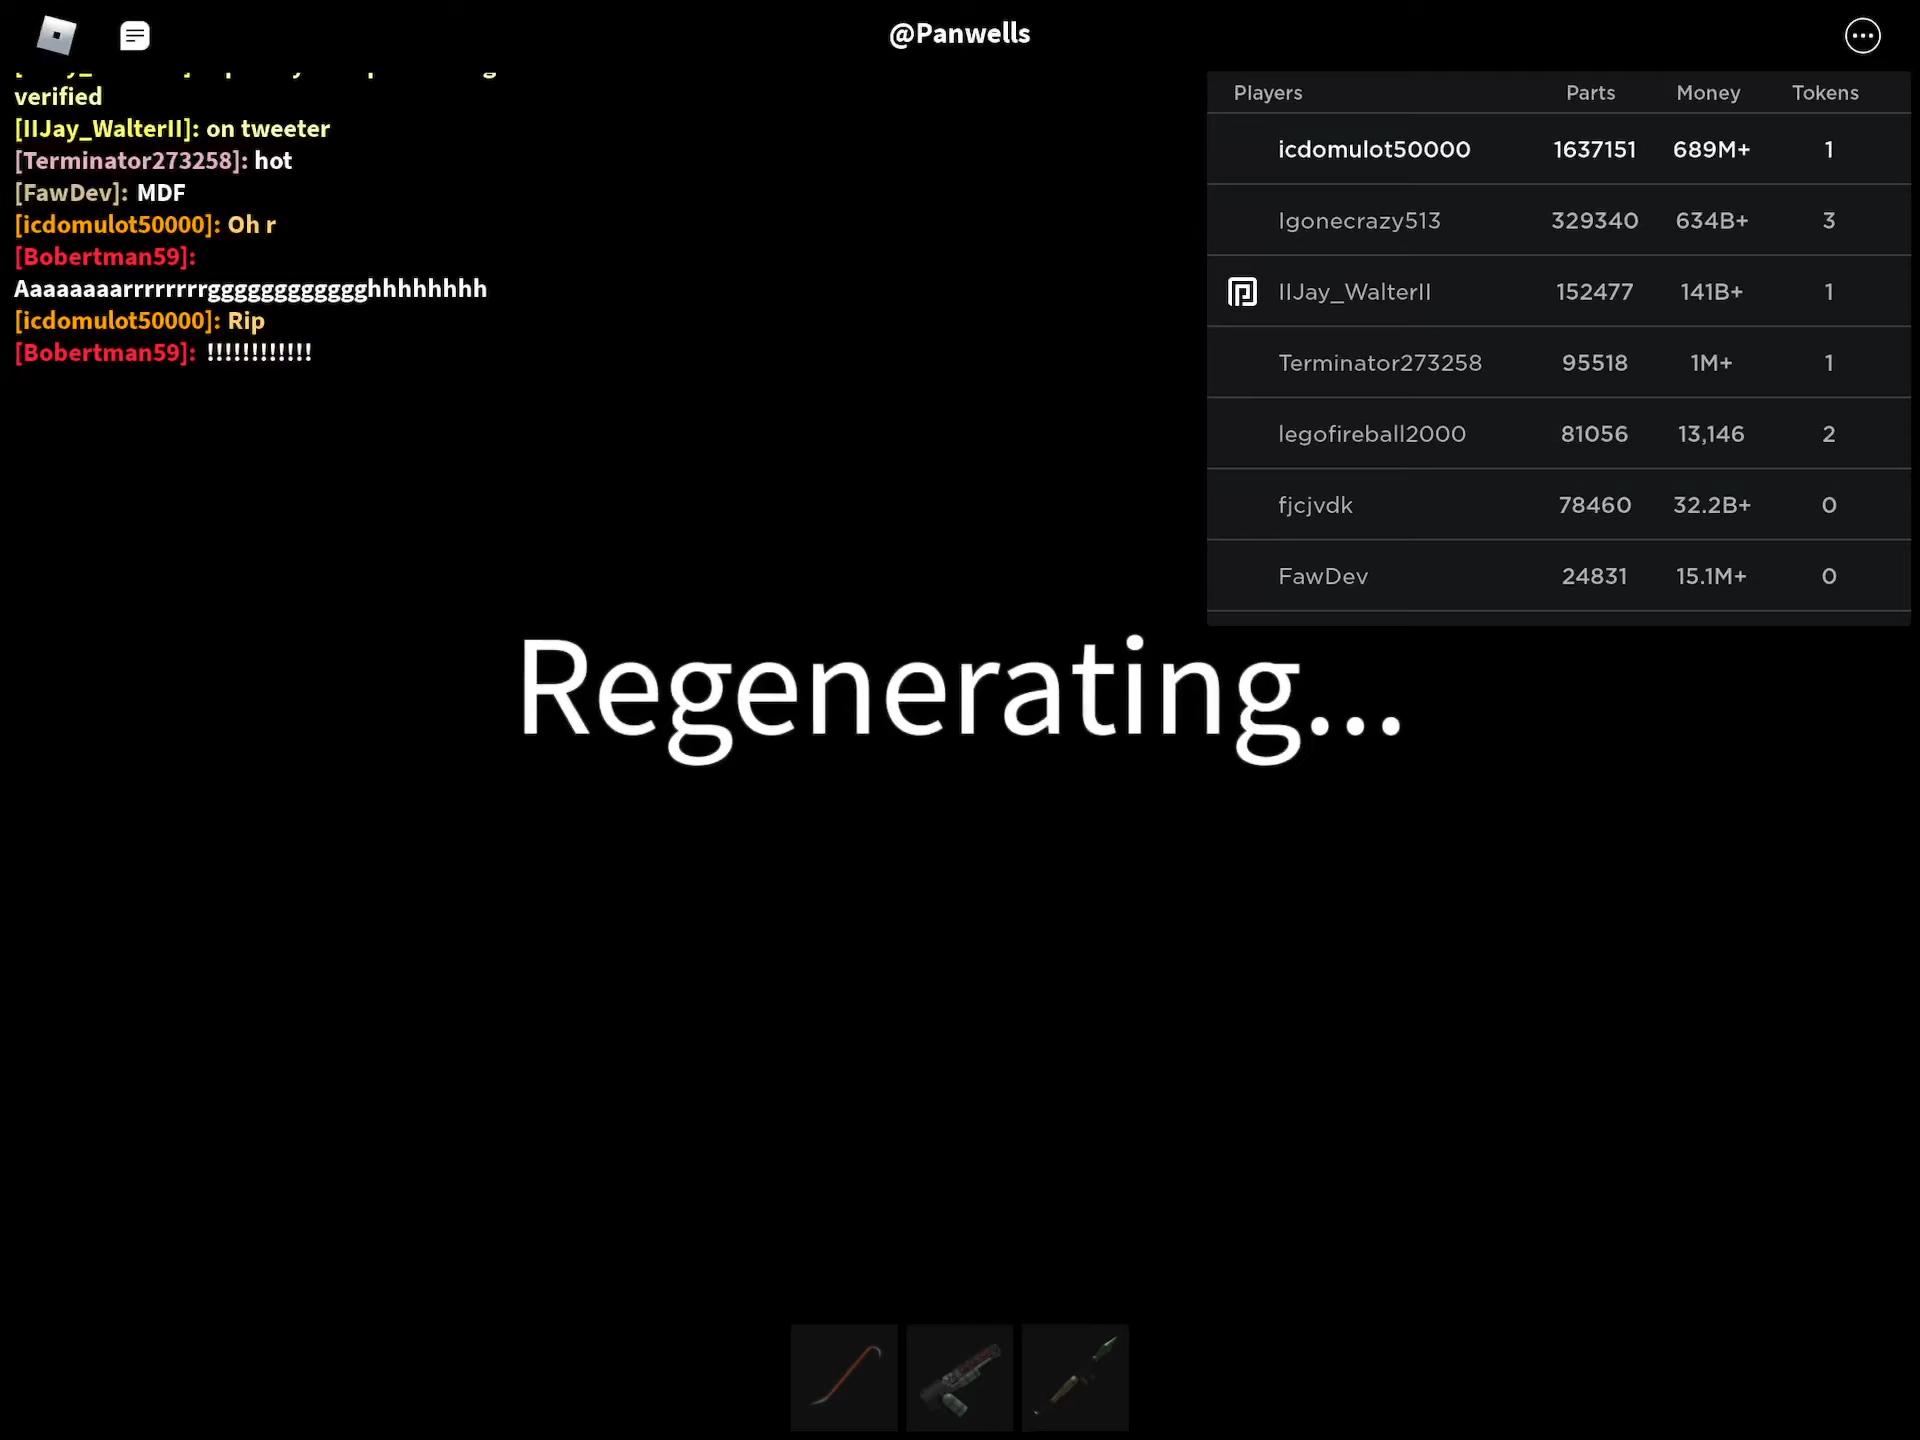 @Panwells
verified
[IIJay_WalterII]: on tweeter
[Terminator273258]: hot
[FawDev]: MDF
[icdomulot50000]: Oh r
[Bobertman59]:
Aaaaaaaarrrrrrrrgggggggggggghhhhhhhhh
[icdomulot50000]: Rip
[Bobertman59]: !!!!!!!!!!!!
Players Parts Money Tokens
icdomulot50000 1637151 689M+ 1
Igonecrazy513 329340 634B+ 3
IIJay_WalterII 152477 141B+ 1
Terminator273258 95518 1M+ 1
legofireball2000 81056 13,146 2
fjcjvdk 78460 32.2B+ 0
FawDev 24831 15.1M+ 0
Regenerating...